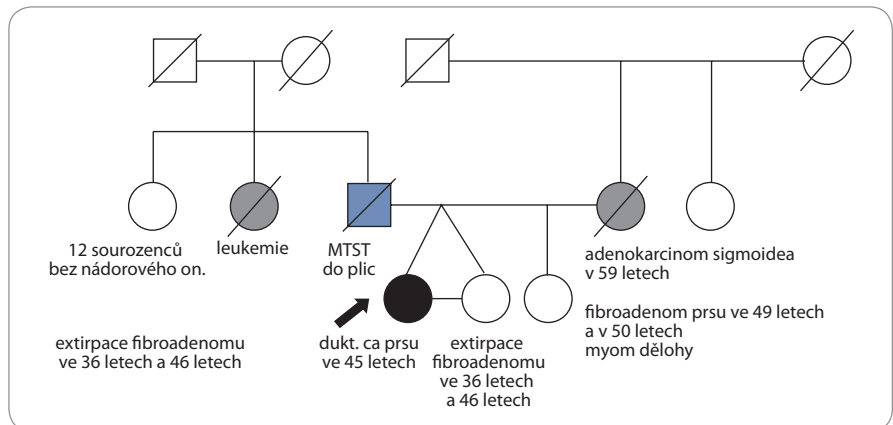 12 sourozenců
bez nádorového on.
leukemie
MTST
do plic
adenokarcinom sigmoidea
v 59 letech
fibroadenom prsu ve 49 letech
a v 50 letech
myom dělohy
extirpace fibroadenomu
ve 36 letech a 46 letech
dukt. ca prsu
ve 45 letech
extirpace
fibroadenomu
ve 36 letech
a 46 letech